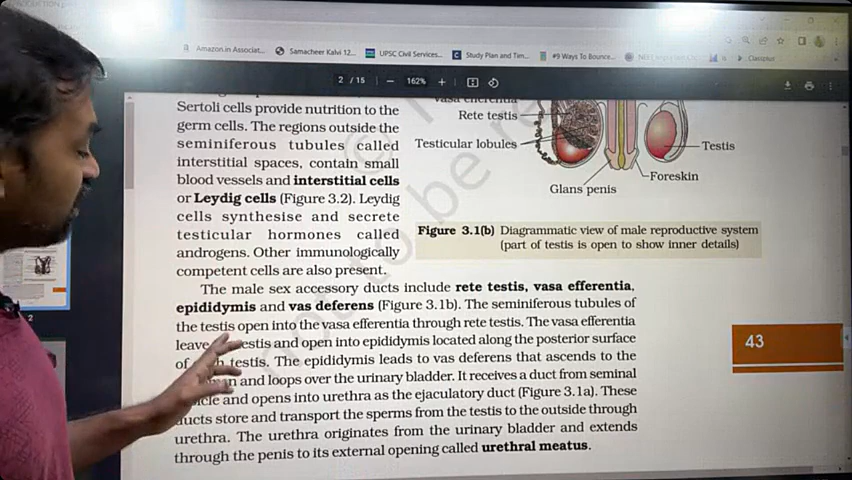 Amazon.in Associat...
Samacheer Kalvi 12...
UPSC Civil Services...
Study Plan and Tim...
#9 Ways To Bounce...
Classplus
2 / 15
162%
Sertoli cells provide nutrition to the
germ cells. The regions outside the
seminiferous tubules called
interstitial spaces, contain small
blood vessels and interstitial cells
or Leydig cells (Figure 3.2). Leydig
cells synthesise and secrete
testicular hormones called
androgens. Other immunologically
competent cells are also present.
Vasa efferentia
Rete testis
Testicular lobules
Testis
Foreskin
Glans penis
Figure 3.1(b) Diagrammatic view of male reproductive system
(part of testis is open to show inner details)
The male sex accessory ducts include rete testis, vasa efferentia,
epididymis and vas deferens (Figure 3.1b). The seminiferous tubules of
the testis open into the vasa efferentia through rete testis. The vasa efferentia
leave estis and open into epididymis located along the posterior surface
of testis. The epididymis leads to vas deferens that ascends to the
and loops over the urinary bladder. It receives a duct from seminal
icle and opens into urethra as the ejaculatory duct (Figure 3.1a). These
ucts store and transport the sperms from the testis to the outside through
urethra. The urethra originates from the urinary bladder and extends
through the penis to its external opening called urethral meatus.
43
2